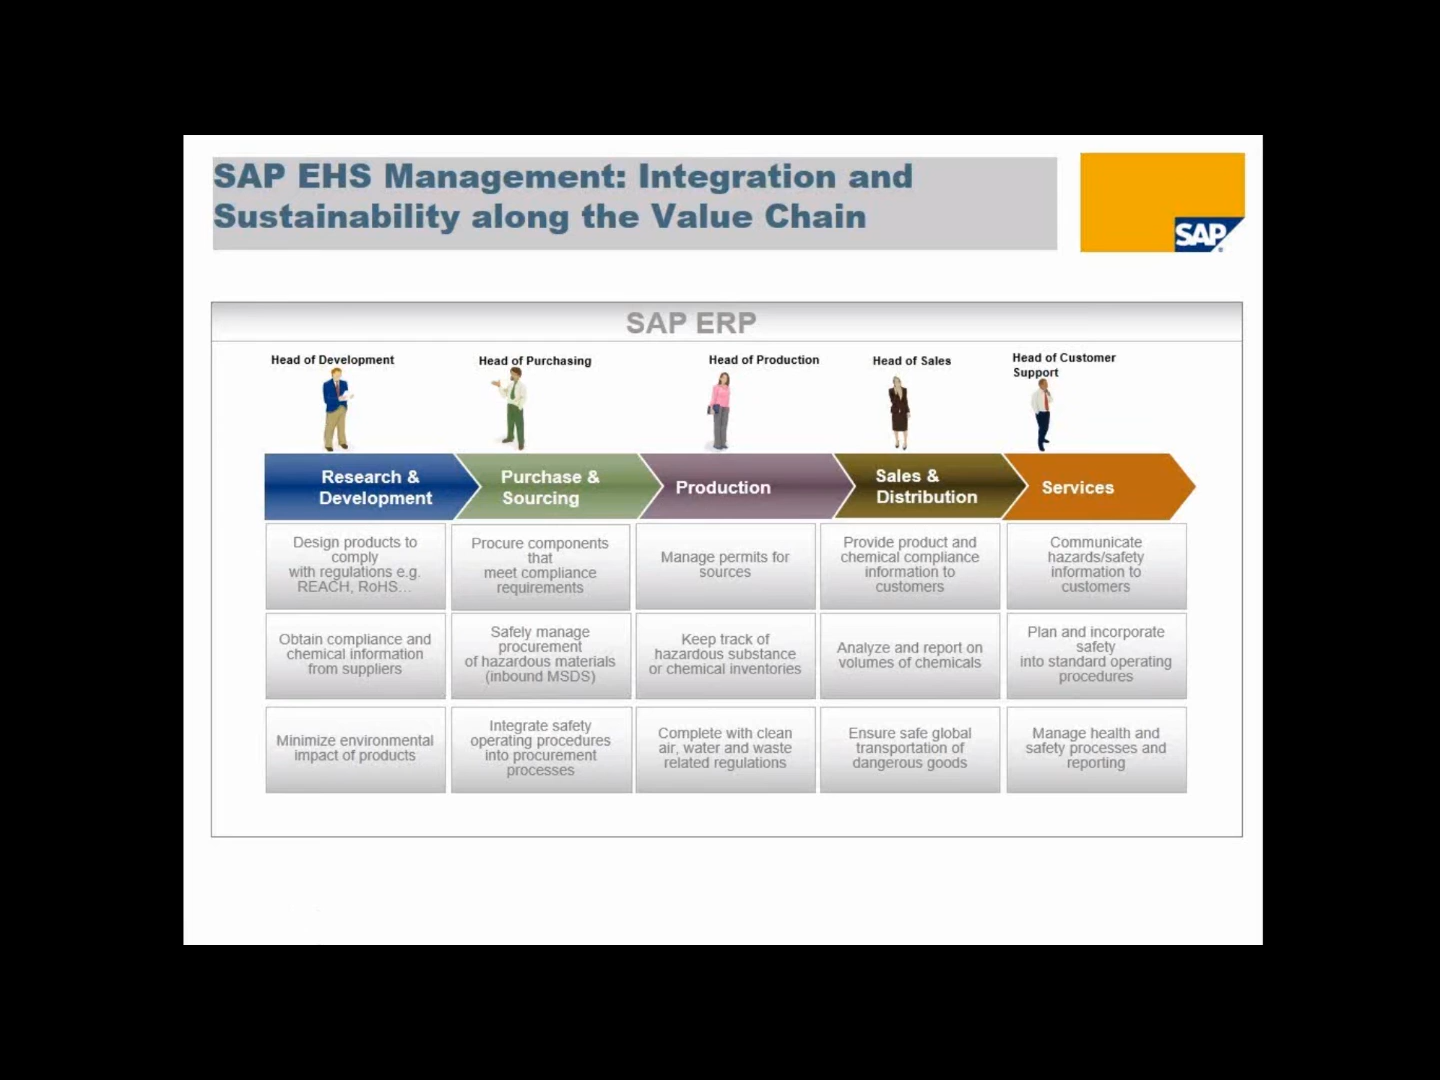 SAP EHS Management: Integration and
Sustainability along the Value Chain
SAP
SAP ERP
Head of Development
Head of Purchasing
Head of Production
Head of Sales
Head of Customer
Support
Research &
Development
Purchase &
Sourcing
Production
Sales &
Distribution
Services
Design products to
comply
with regulations e.g.
REACH, RoHS...
Procure components
that
meet compliance
requirements
Manage permits for
sources
Provide product and
chemical compliance
information to
customers
Communicate
hazards/safety
information to
customers
Obtain compliance and
chemical information
from suppliers
Safely manage
procurement
of hazardous materials
(inbound MSDS)
Keep track of
hazardous substance
or chemical inventories
Analyze and report on
volumes of chemicals
Plan and incorporate
safety
into standard operating
procedures
Minimize environmental
impact of products
Integrate safety
operating procedures
into procurement
processes
Complete with clean
air, water and waste
related regulations
Ensure safe global
transportation of
dangerous goods
Manage health and
safety processes and
reporting